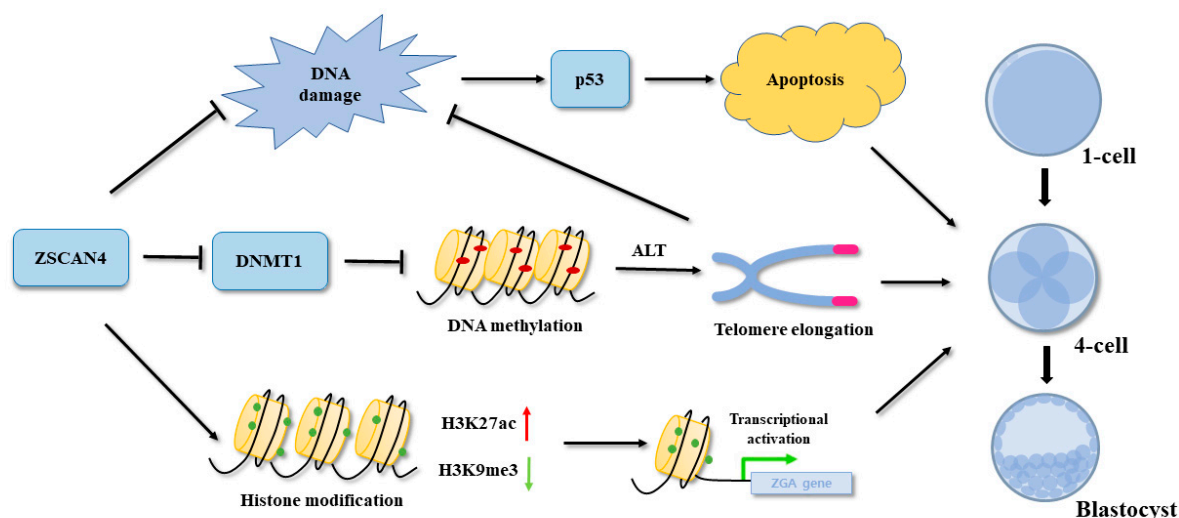 DNA
damage
p53
Apoptosis
1-cell
ZSCAN4
DNMT1
DNA methylation
ALT
Telomere elongation
4-cell
Histone modification
H3K27ac
H3K9me3
Transcriptional
activation
ZGA gene
Blastocyst